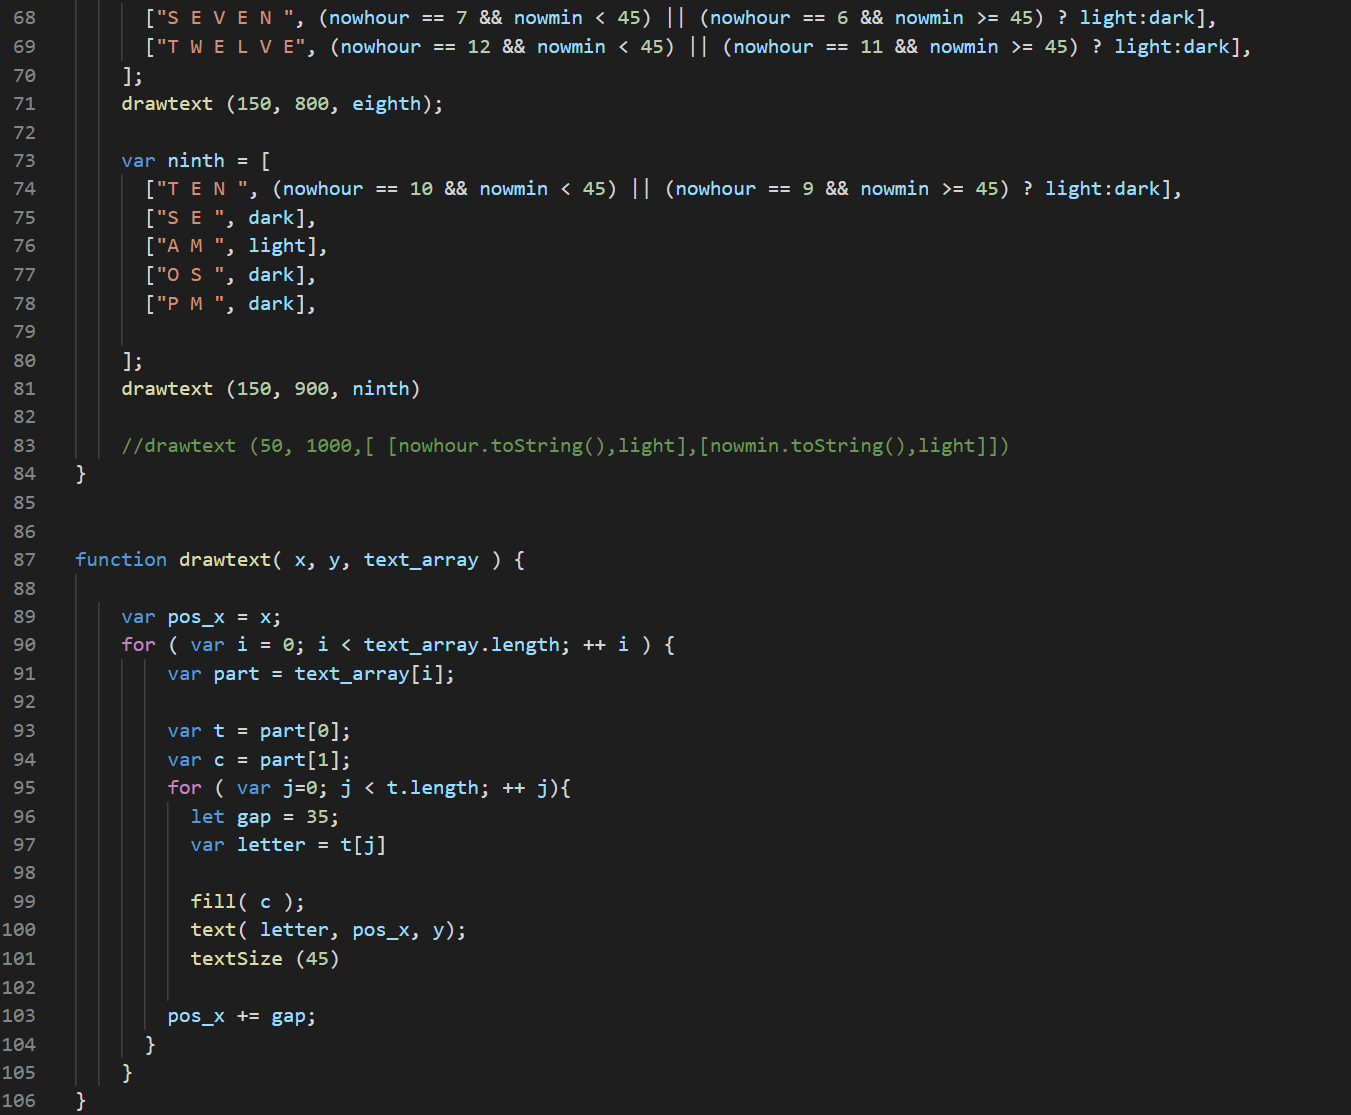 68 ["S E V E N ", (nowhour == 7 && nowmin < 45) || (nowhour == 6 && nowmin >= 45) ? light:dark],
69 ["T W E L V E", (nowhour == 12 && nowmin < 45) || (nowhour == 11 && nowmin >= 45) ? light:dark],
70 ];
71 drawtext (150, 800, eighth);
72
73 var ninth = [
74 ["T E N ", (nowhour == 10 && nowmin < 45) || (nowhour == 9 && nowmin >= 45) ? light:dark],
75 ["S E ", dark],
76 ["A M ", light],
77 ["O S ", dark],
78 ["P M ", dark],
79
80 ];
81 drawtext (150, 900, ninth)
82
83 //drawtext (50, 1000,[ [nowhour.toString(),light],[nowmin.toString(),light]])
84 }
85
86
87 function drawtext( x, y, text_array ) {
88
89 var pos_x = x;
90 for ( var i = 0; i < text_array.length; ++ i ) {
91 var part = text_array[i];
92
93 var t = part[0];
94 var c = part[1];
95 for ( var j=0; j < t.length; ++ j){
96 let gap = 35;
97 var letter = t[j]
98
99 fill( c );
100 text( letter, pos_x, y);
101 textSize (45)
102
103 pos_x += gap;
104 }
105 }
106 }